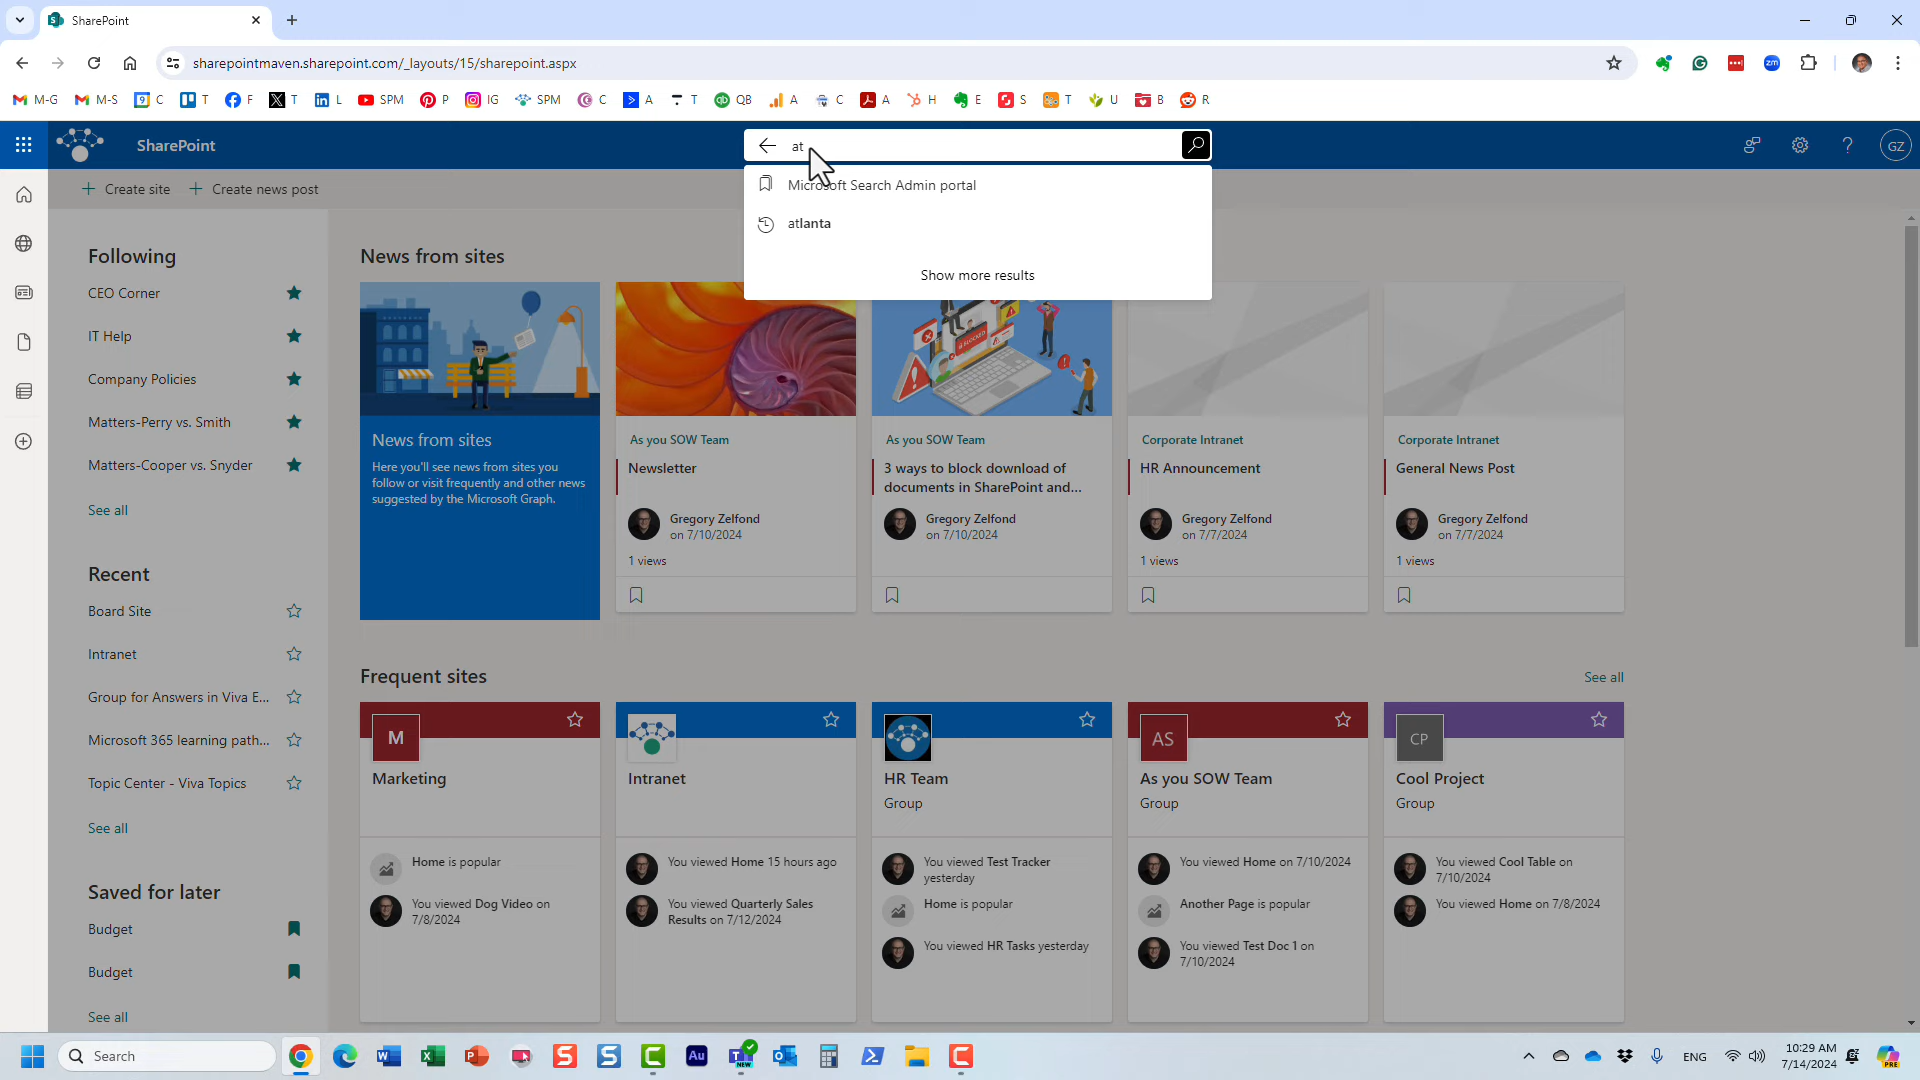 SharePoint
sharepointmaven.sharepoint.com/_layouts/15/sharepoint.aspx
M-G M-S C T F T L SPM P IG SPM C A T QB A C A H E S T U B R
SharePoint
at
GZ
Create site
Create news post
Microsoft Search Admin portal
atlanta
Show more results
Following
CEO Corner
IT Help
Company Policies
Matters-Perry vs. Smith
Matters-Cooper vs. Snyder
See all
Recent
Board Site
Intranet
Group for Answers in Viva E...
Microsoft 365 learning path...
Topic Center - Viva Topics
See all
Saved for later
Budget
Budget
See all
News from sites
News from sites
Here you'll see news from sites you
follow or visit frequently and other news
suggested by the Microsoft Graph.
As you SOW Team
Newsletter
Gregory Zelfond
on 7/10/2024
1 views
As you SOW Team
3 ways to block download of
documents in SharePoint and...
Gregory Zelfond
on 7/10/2024
Corporate Intranet
HR Announcement
Gregory Zelfond
on 7/7/2024
1 views
Corporate Intranet
General News Post
Gregory Zelfond
on 7/7/2024
1 views
Frequent sites
See all
M
Marketing
Home is popular
You viewed Dog Video on
7/8/2024
Intranet
You viewed Home 15 hours ago
You viewed Quarterly Sales
Results on 7/12/2024
HR Team
Group
You viewed Test Tracker
yesterday
Home is popular
You viewed HR Tasks yesterday
AS
As you SOW Team
Group
You viewed Home on 7/10/2024
Another Page is popular
You viewed Test Doc 1 on
7/10/2024
CP
Cool Project
Group
You viewed Cool Table on
7/10/2024
You viewed Home on 7/8/2024
Search
ENG
10:29 AM
7/14/2024